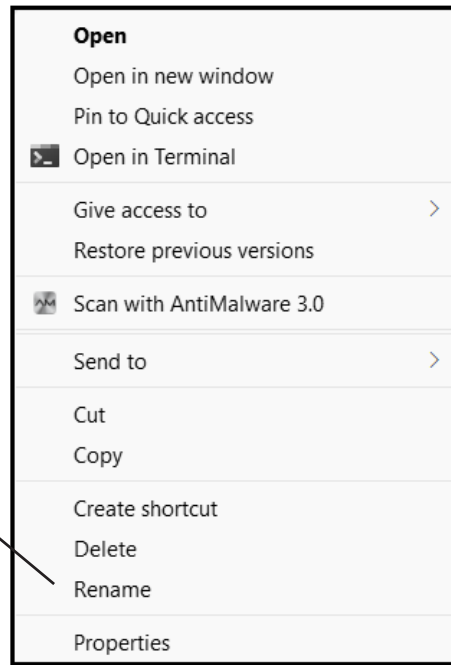 Open
Open in new window
Pin to Quick access
Open in Terminal
Give access to
Restore previous versions
Scan with AntiMalware 3.0
Send to
Cut
Copy
Create shortcut
Delete
Rename
Properties